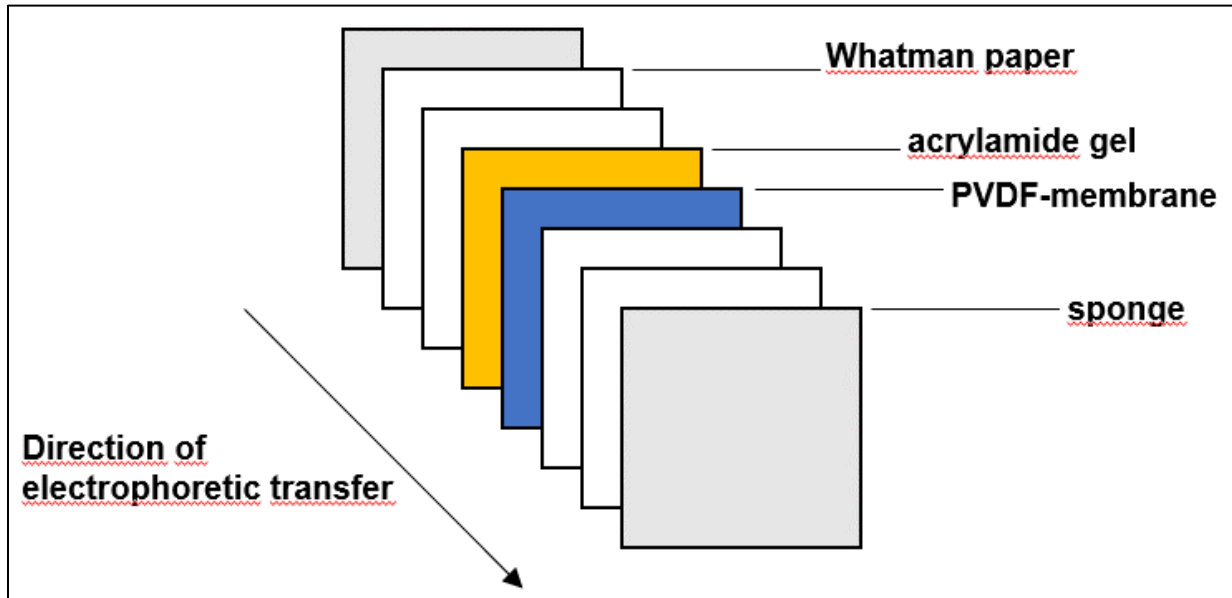 Whatman paper
acrylamide gel
PVDF-membrane
sponge
Direction of
electrophoretic transfer